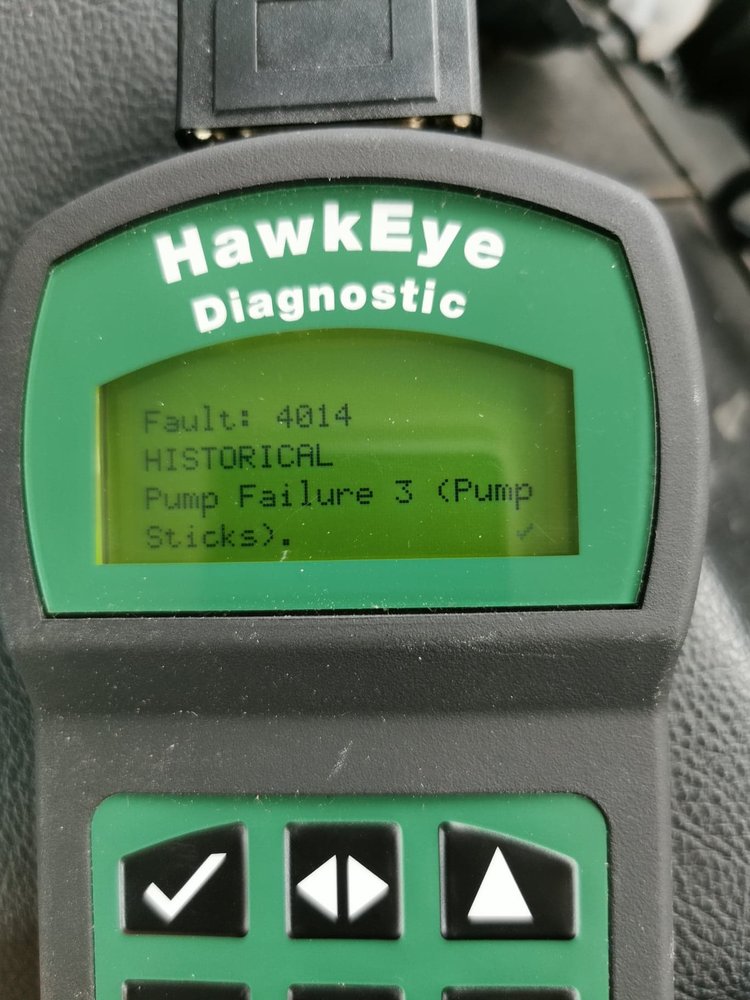 HawkEye
Diagnostic
Fault: 4014
HISTORICAL
Pump Failure 3 (Pump
Sticks).